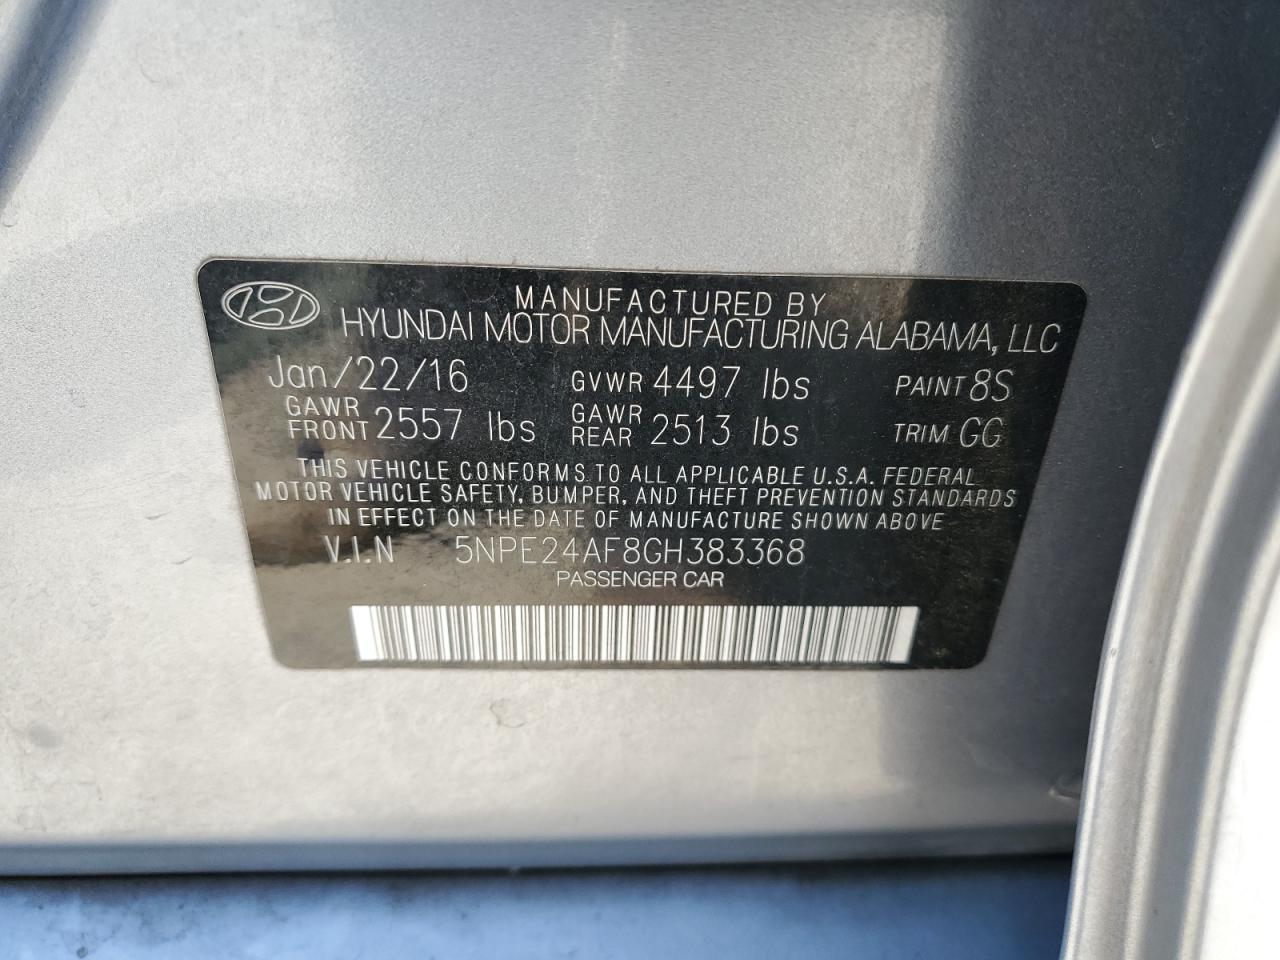 MANUFACTURED BY
HYUNDAI MOTOR MANUFACTURING ALABAMA, LLC
Jan/22/16 GVWR 4497 lbs PAINT 8S
GAWR FRONT 2557 lbs GAWR REAR 2513 lbs TRIM GG
THIS VEHICLE CONFORMS TO ALL APPLICABLE U.S.A. FEDERAL
MOTOR VEHICLE SAFETY, BUMPER, AND THEFT PREVENTION STANDARDS
IN EFFECT ON THE DATE OF MANUFACTURE SHOWN ABOVE
V.I.N 5NPE24AF8GH383368
PASSENGER CAR